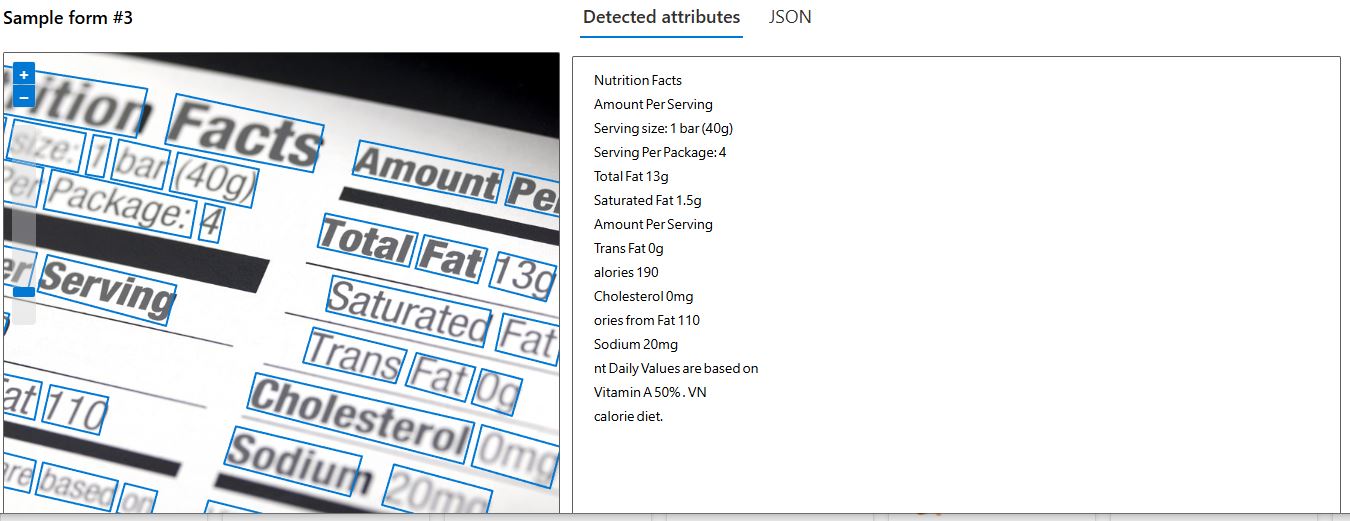 Sample form #3
Detected attributes JSON
ition Facts
size: 1 bar (40g)
Per Package: 4
er Serving
at 110
are based on
Amount Pe
Total Fat 13g
Saturated Fat
Trans Fat 0g
Cholesterol 0mg
Sodium 20mg
Nutrition Facts
Amount Per Serving
Serving size: 1 bar (40g)
Serving Per Package: 4
Total Fat 13g
Saturated Fat 1.5g
Amount Per Serving
Trans Fat 0g
alories 190
Cholesterol 0mg
ories from Fat 110
Sodium 20mg
nt Daily Values are based on
Vitamin A 50% . VN
calorie diet.